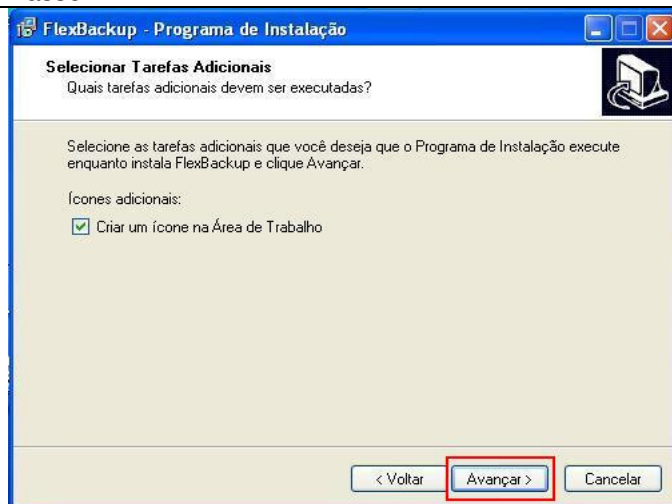 FlexBackup - Programa de Instalação
Selecionar Tarefas Adicionais
Quais tarefas adicionais devem ser executadas?
Selecione as tarefas adicionais que você deseja que o Programa de Instalação execute
enquanto instala FlexBackup e clique Avançar.
Ícones adicionais:
Criar um ícone na Área de Trabalho
< Voltar
Avançar >
Cancelar